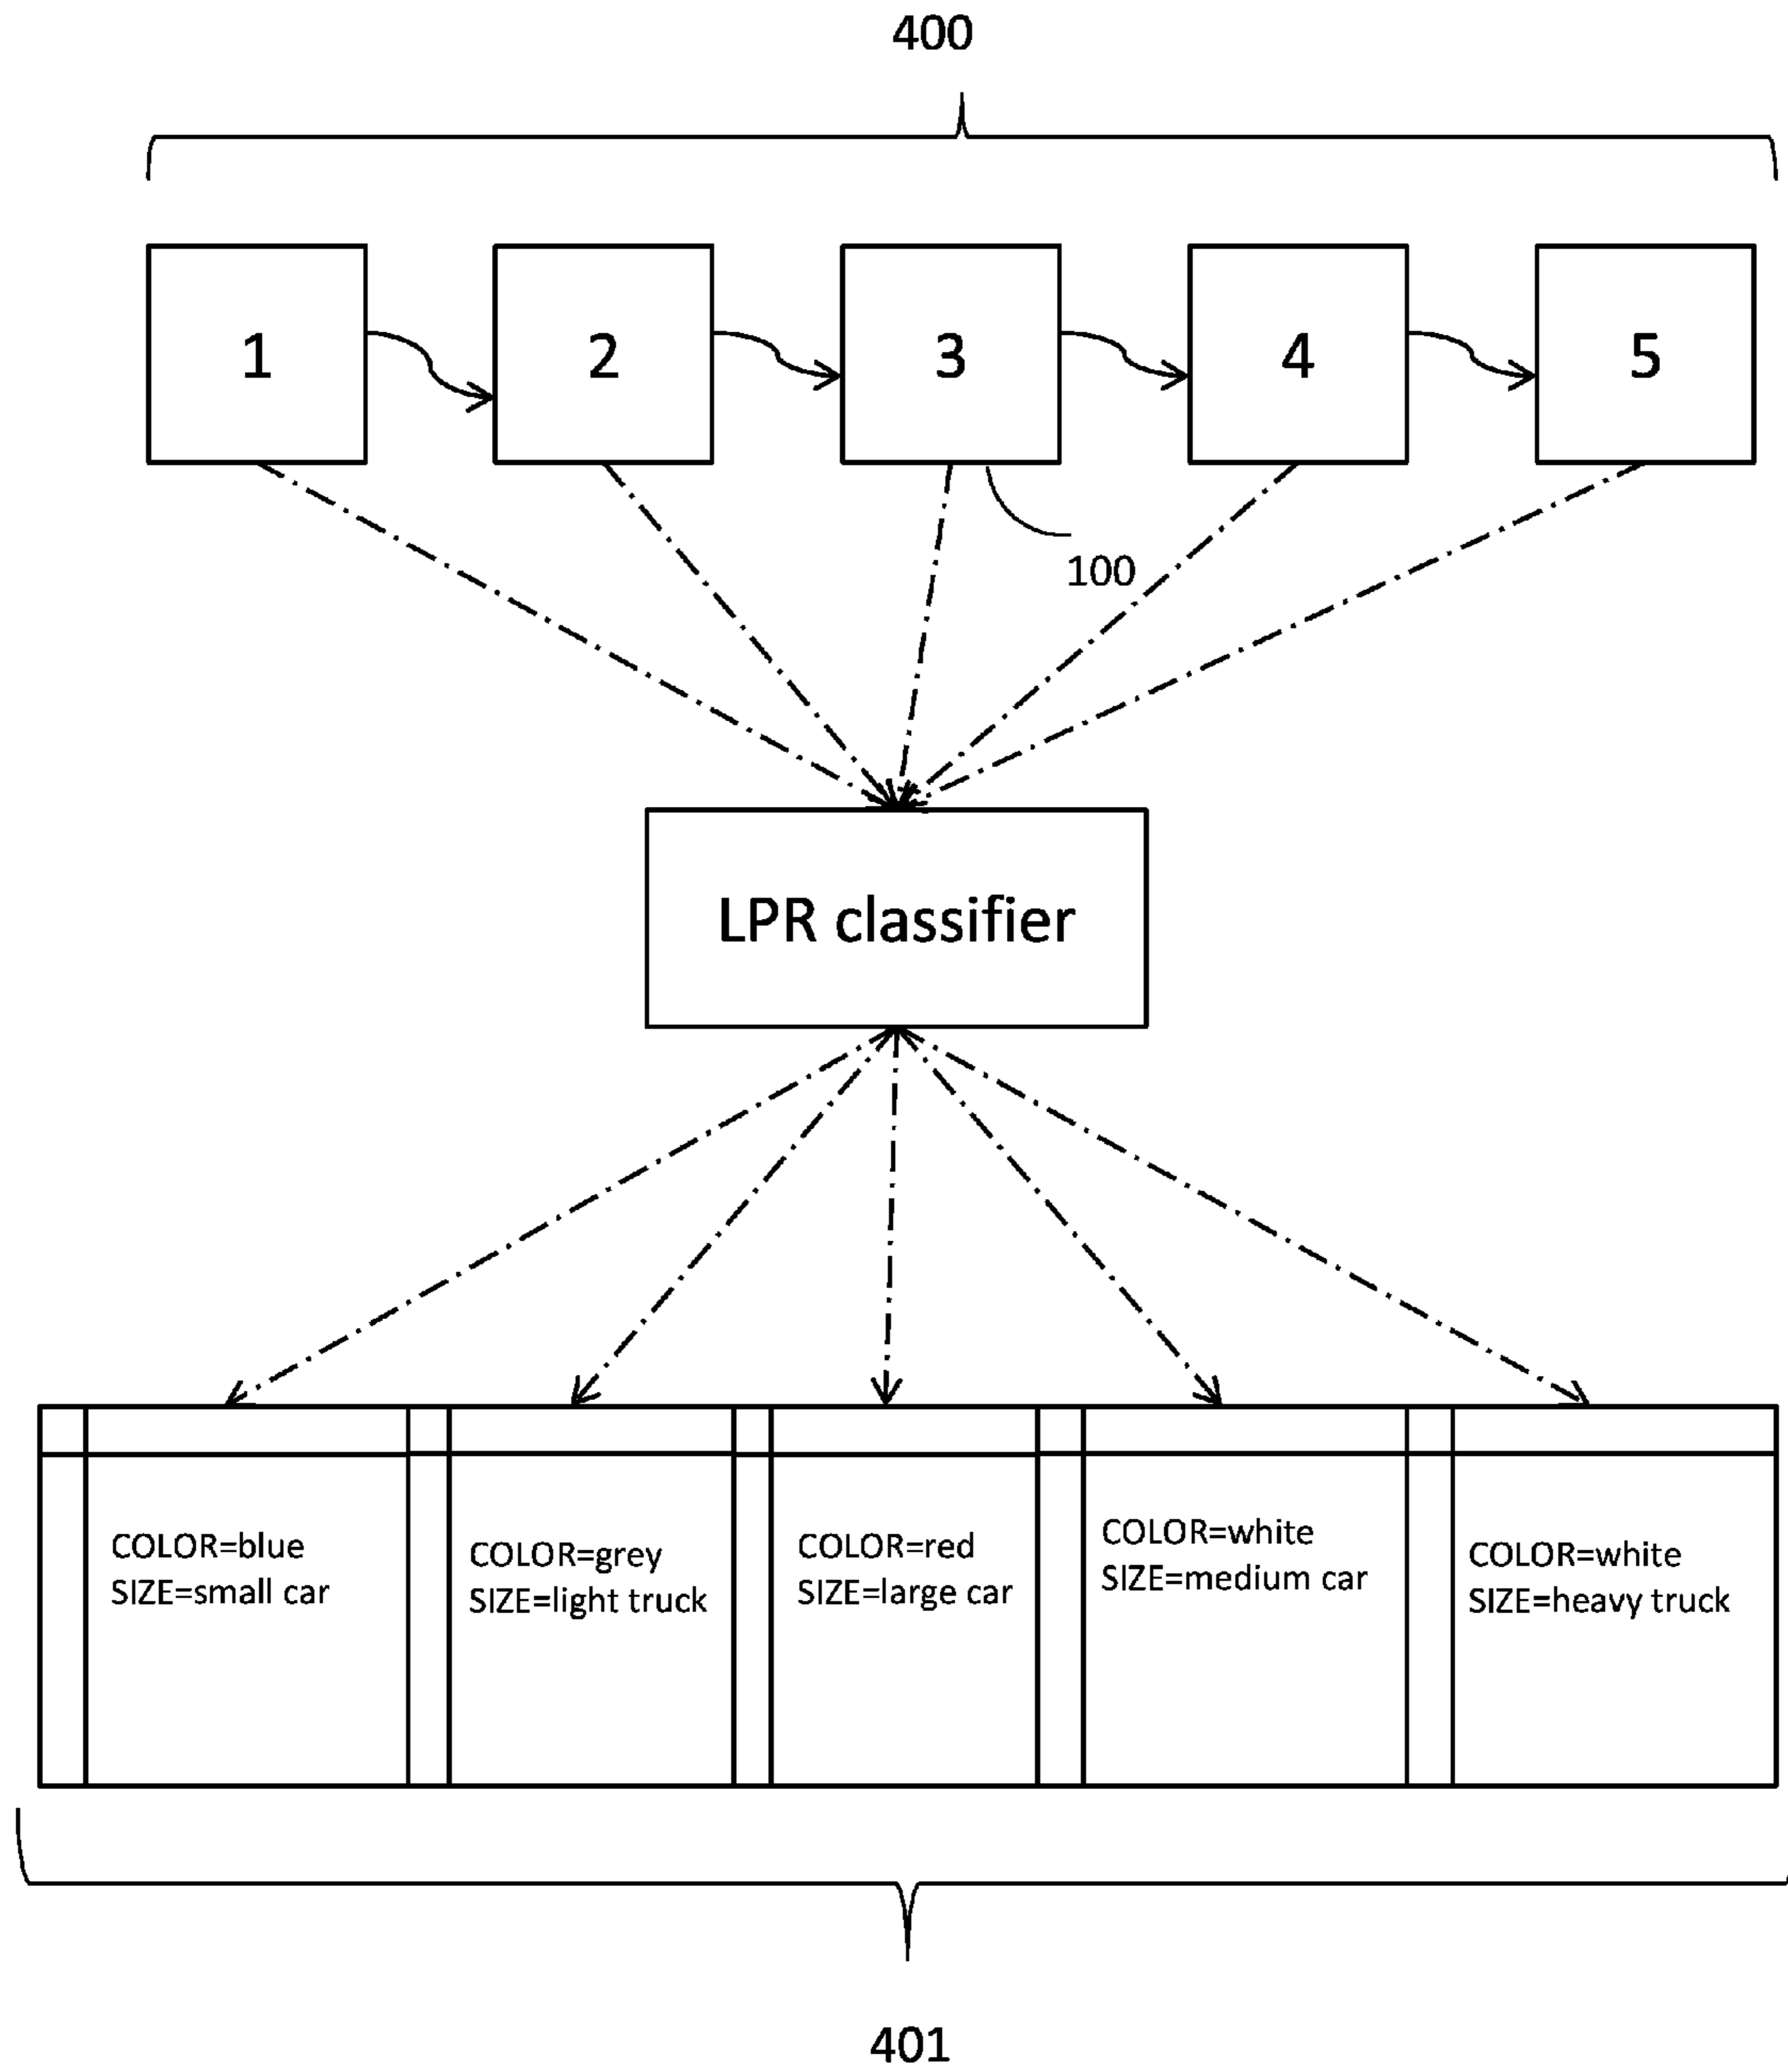 400
1 2 3 4 5
100
LPR classifier
COLOR=blue
SIZE=small car
COLOR=grey
SIZE=light truck
COLOR=red
SIZE=large car
COLOR=white
SIZE=medium car
COLOR=white
SIZE=heavy truck
401